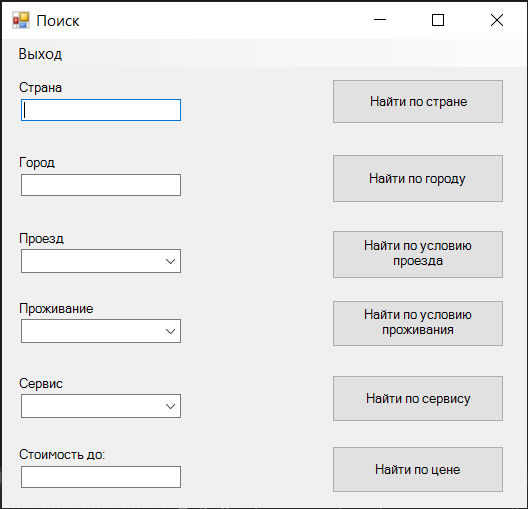 Поиск
Выход
Страна
Найти по стране
Город
Найти по городу
Проезд
Найти по условию
проезда
Проживание
Найти по условию
проживания
Сервис
Найти по сервису
Стоимость до:
Найти по цене